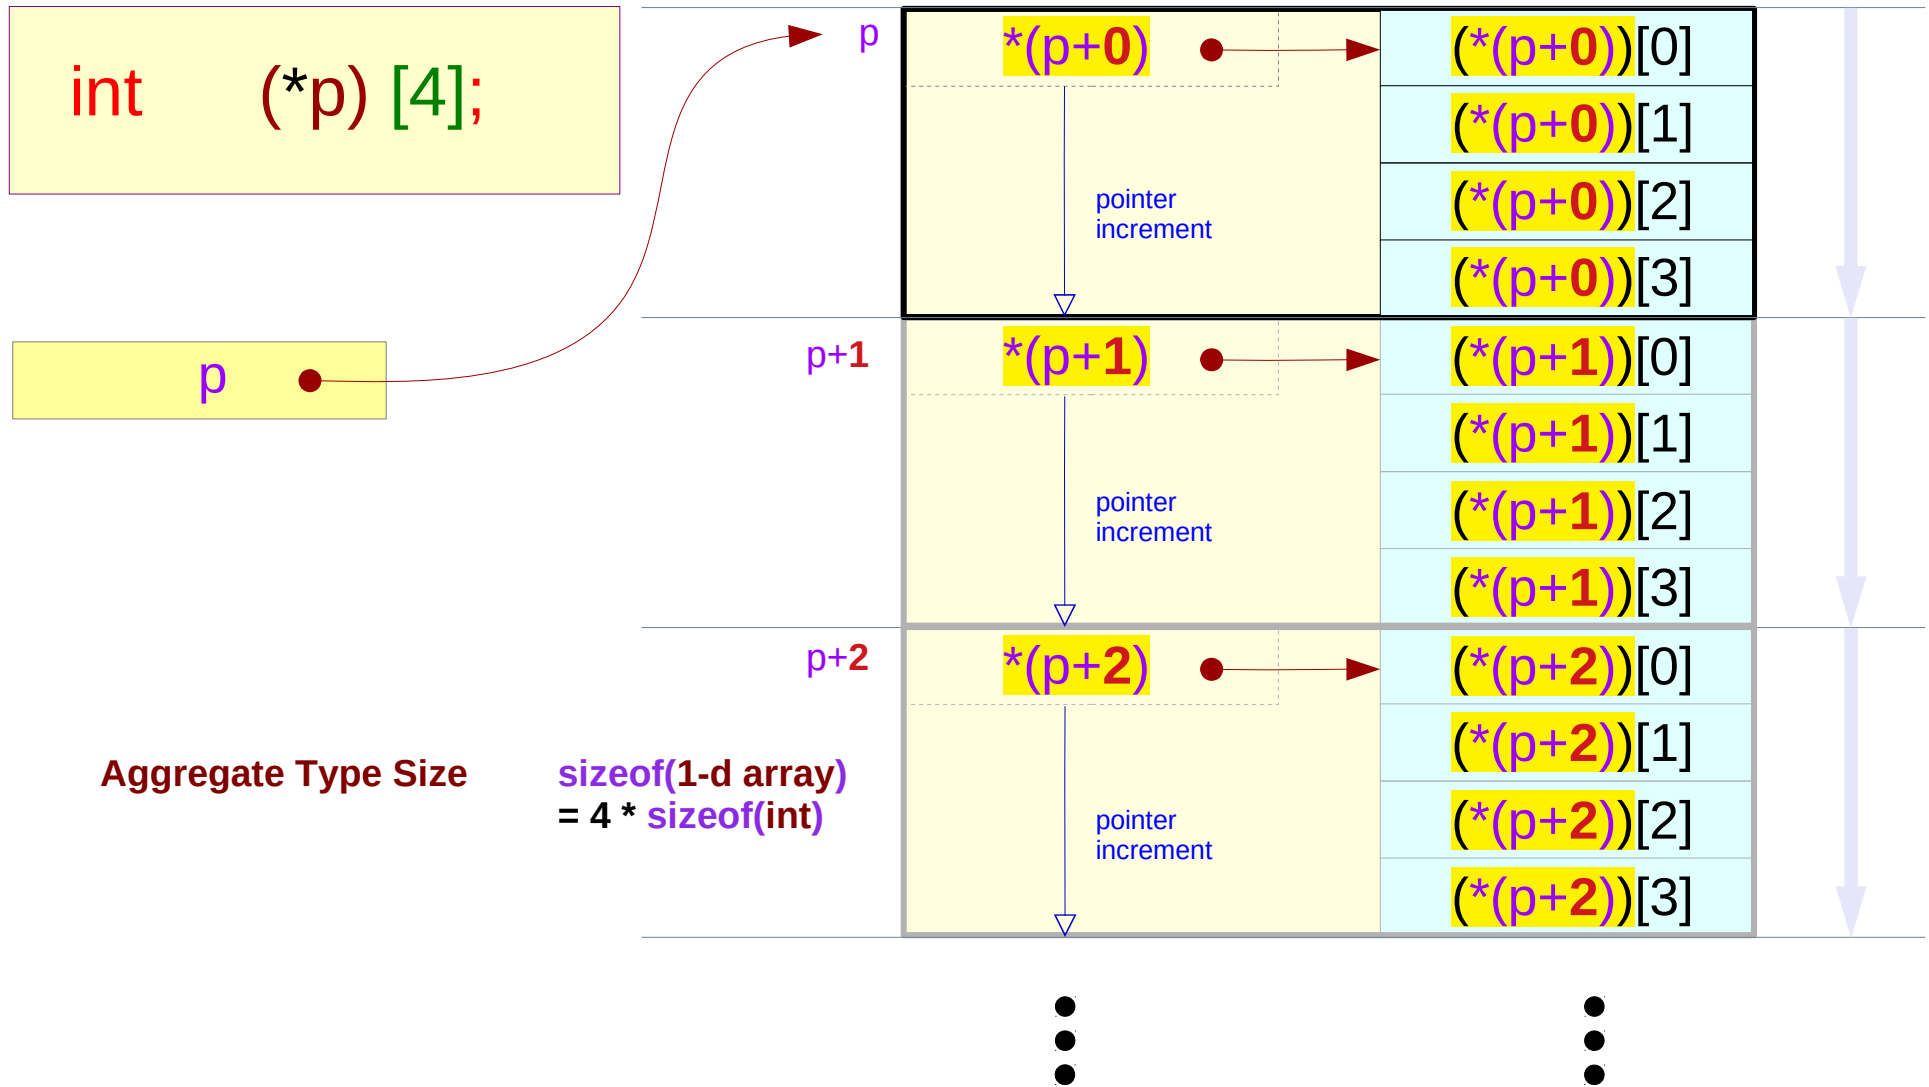 int (*p) [4];
p
p
*(p+0)
(*(p+0))[0]
(*(p+0))[1]
(*(p+0))[2]
(*(p+0))[3]
pointer
increment
p+1
*(p+1)
(*(p+1))[0]
(*(p+1))[1]
(*(p+1))[2]
(*(p+1))[3]
pointer
increment
p+2
*(p+2)
(*(p+2))[0]
(*(p+2))[1]
(*(p+2))[2]
(*(p+2))[3]
pointer
increment
Aggregate Type Size
sizeof(1-d array)
= 4 * sizeof(int)